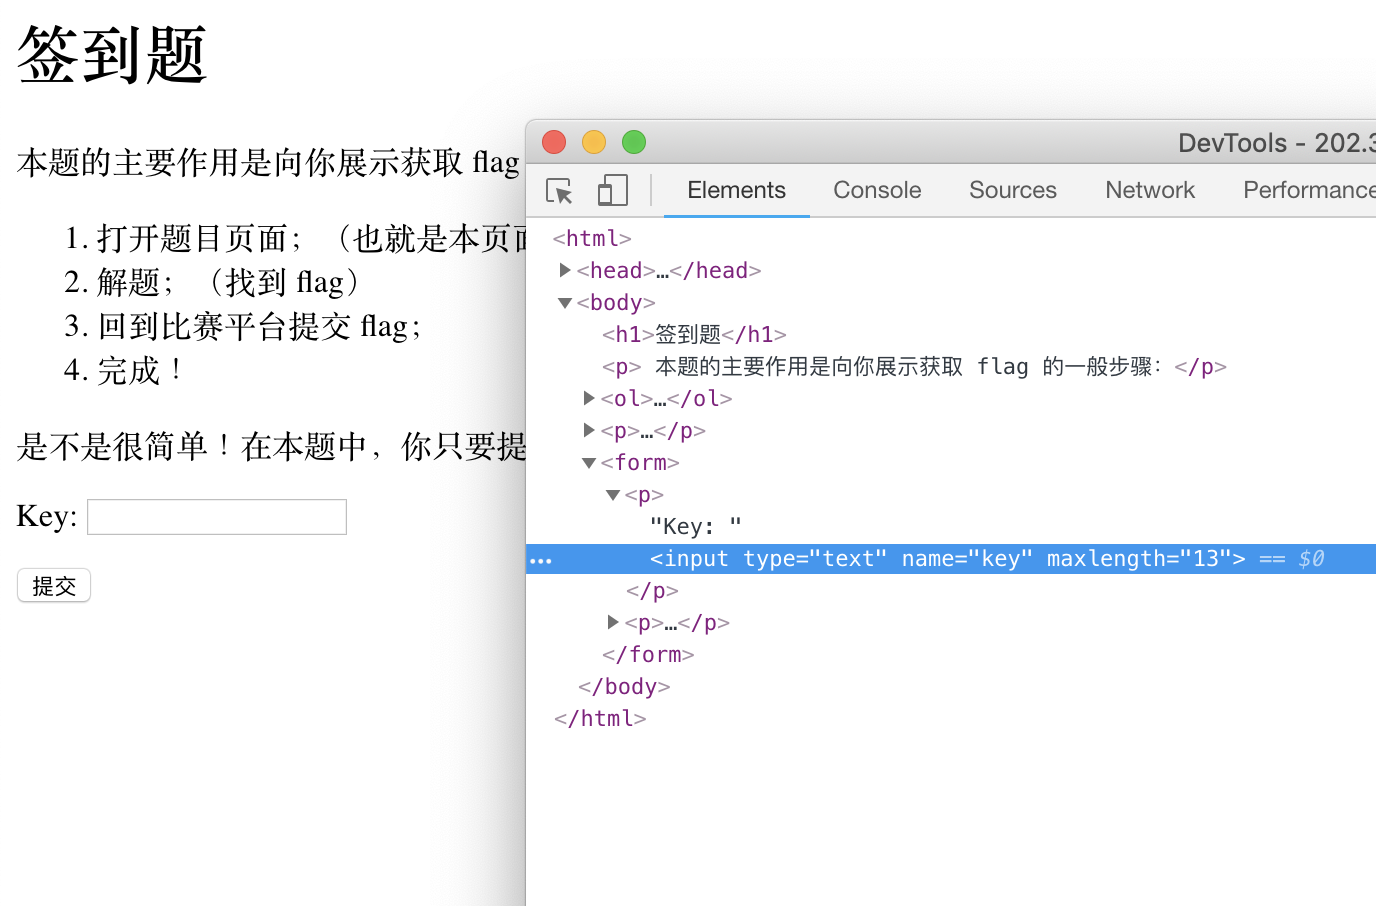 签到题
本题的主要作用是向你展示获取 flag
1. 打开题目页面；（也就是本页面
2. 解题；（找到 flag）
3. 回到比赛平台提交 flag；
4. 完成！
是不是很简单！在本题中，你只要提
Key:
提交
DevTools - 202.3
Elements Console Sources Network Performance
<html>
▶<head>…</head>
▼<body>
<h1>签到题</h1>
<p> 本题的主要作用是向你展示获取 flag 的一般步骤：</p>
▶<ol>…</ol>
▶<p>…</p>
▼<form>
▼<p>
"Key: "
<input type="text" name="key" maxlength="13"> == $0
</p>
▶<p>…</p>
</form>
</body>
</html>